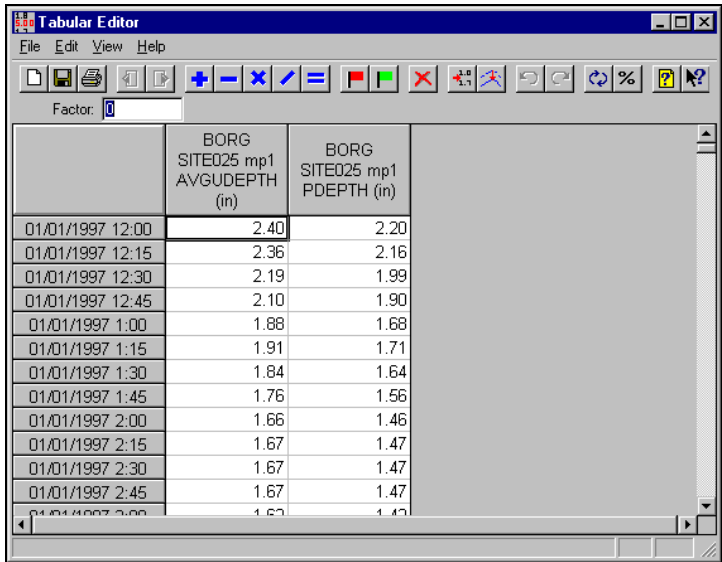 Tabular Editor
File Edit View Help
Factor: 0
BORG SITE025 mp1 AVGUDEPTH (in)
BORG SITE025 mp1 PDEPTH (in)
01/01/1997 12:00 2.40 2.20
01/01/1997 12:15 2.36 2.16
01/01/1997 12:30 2.19 1.99
01/01/1997 12:45 2.10 1.90
01/01/1997 1:00 1.88 1.68
01/01/1997 1:15 1.91 1.71
01/01/1997 1:30 1.84 1.64
01/01/1997 1:45 1.76 1.56
01/01/1997 2:00 1.66 1.46
01/01/1997 2:15 1.67 1.47
01/01/1997 2:30 1.67 1.47
01/01/1997 2:45 1.67 1.47